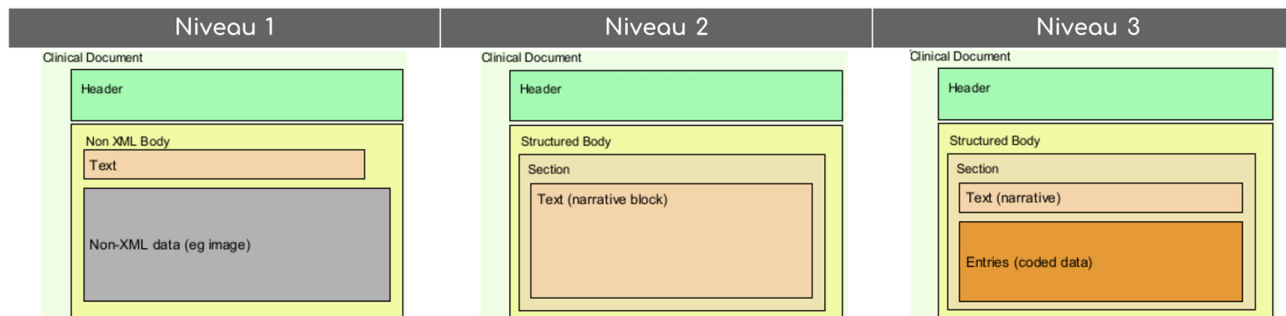 Niveau 1
Niveau 2
Niveau 3
Clinical Document
Header
Non XML Body
Text
Non-XML data (eg image)
Clinical Document
Header
Structured Body
Section
Text (narrative block)
Clinical Document
Header
Structured Body
Section
Text (narrative)
Entries (coded data)